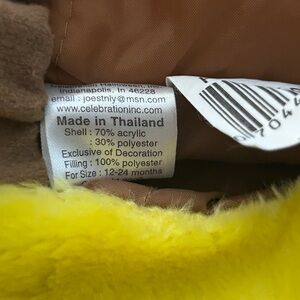 Indianapolis, In 46228
email : joestnly@msn.com
www.celebrationinc.com
Made in Thailand
Shell : 70% acrylic
: 30% polyester
Exclusive of Decoration
Filling : 100% polyester
For Size : 12-24 months
704